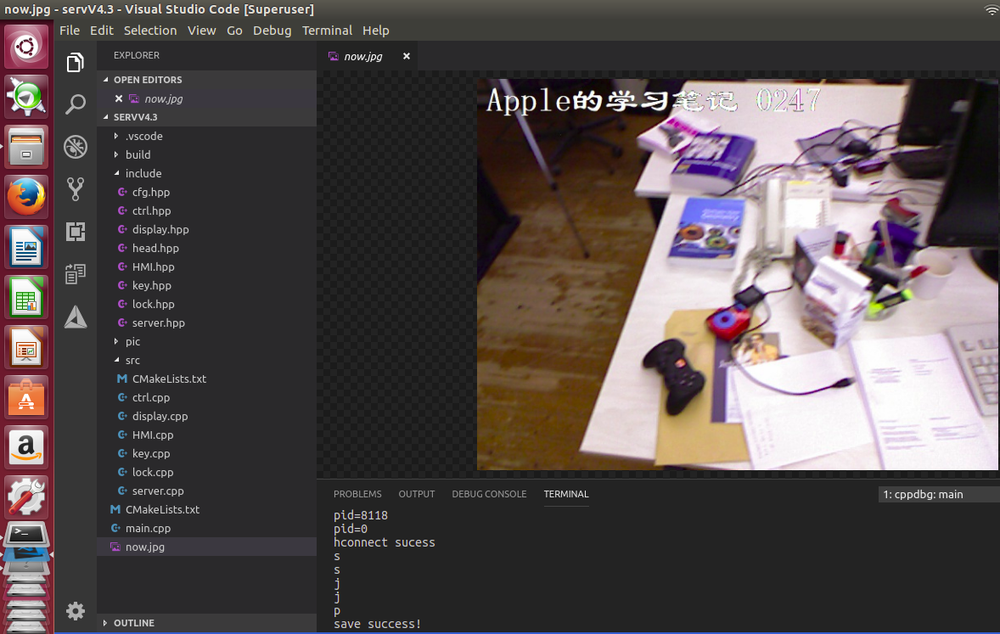 now.jpg - servV4.3 - Visual Studio Code [Superuser]
File Edit Selection View Go Debug Terminal Help
EXPLORER
now.jpg
OPEN EDITORS
now.jpg
SERVV4.3
.vscode
build
include
cfg.hpp
ctrl.hpp
display.hpp
head.hpp
HMI.hpp
key.hpp
lock.hpp
server.hpp
pic
src
CMakeLists.txt
ctrl.cpp
display.cpp
HMI.cpp
key.cpp
lock.cpp
server.cpp
CMakeLists.txt
main.cpp
now.jpg
OUTLINE
Apple的学习笔记 0247
PROBLEMS OUTPUT DEBUG CONSOLE TERMINAL
1: cppdbg: main
pid=8118
pid=0
hconnect sucess
s
s
j
j
p
save success!